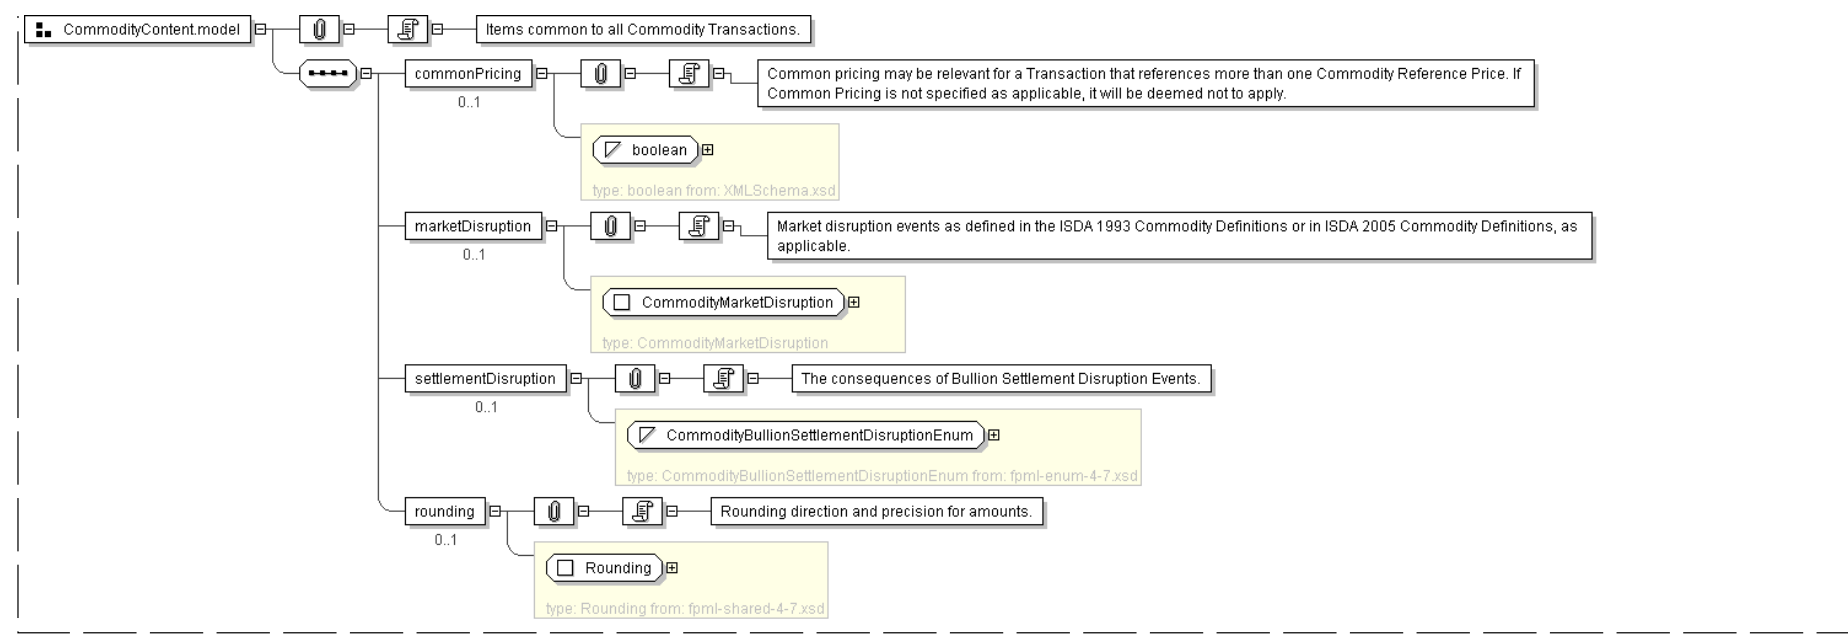 CommodityContent.model
Items common to all Commodity Transactions.
commonPricing
0..1
Common pricing may be relevant for a Transaction that references more than one Commodity Reference Price. If
Common Pricing is not specified as applicable, it will be deemed not to apply.
boolean
type: boolean from: XMLSchema.xsd
marketDisruption
0..1
Market disruption events as defined in the ISDA 1993 Commodity Definitions or in ISDA 2005 Commodity Definitions, as
applicable.
CommodityMarketDisruption
type: CommodityMarketDisruption
settlementDisruption
0..1
The consequences of Bullion Settlement Disruption Events.
CommodityBullionSettlementDisruptionEnum
type: CommodityBullionSettlementDisruptionEnum from: fpml-enum-4-7.xsd
rounding
0..1
Rounding direction and precision for amounts.
Rounding
type: Rounding from: fpml-shared-4-7.xsd